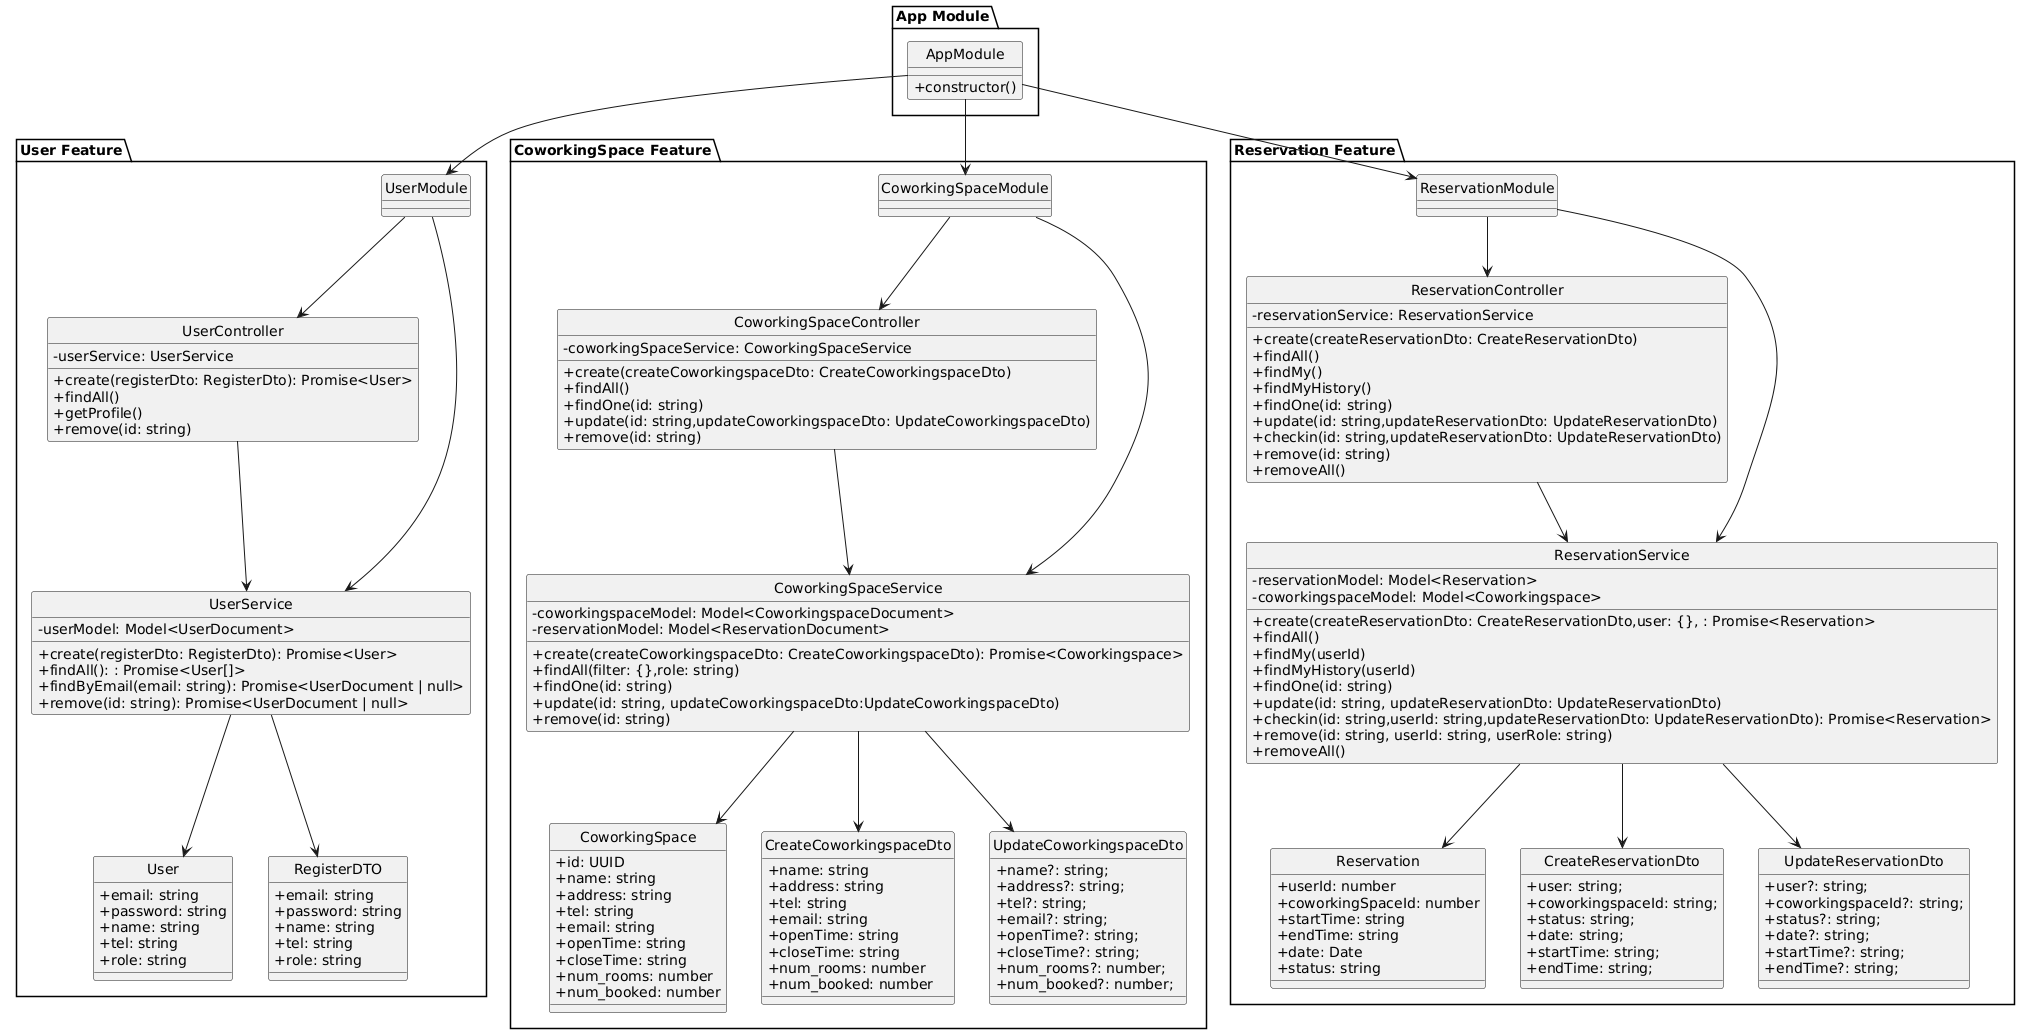 App Module
AppModule
+constructor()
User Feature
UserModule
UserController
-userService: UserService
+create(registerDto: RegisterDto): Promise<User>
+findAll()
+getProfile()
+remove(id: string)
UserService
-userModel: Model<UserDocument>
+create(registerDto: RegisterDto): Promise<User>
+findAll(): : Promise<User[]>
+findByEmail(email: string): Promise<UserDocument | null>
+remove(id: string): Promise<UserDocument | null>
User
+email: string
+password: string
+name: string
+tel: string
+role: string
RegisterDTO
+email: string
+password: string
+name: string
+tel: string
+role: string
CoworkingSpace Feature
CoworkingSpaceModule
CoworkingSpaceController
-coworkingSpaceService: CoworkingSpaceService
+create(createCoworkingspaceDto: CreateCoworkingspaceDto)
+findAll()
+findOne(id: string)
+update(id: string,updateCoworkingspaceDto: UpdateCoworkingspaceDto)
+remove(id: string)
CoworkingSpaceService
-coworkingspaceModel: Model<CoworkingspaceDocument>
-reservationModel: Model<ReservationDocument>
+create(createCoworkingspaceDto: CreateCoworkingspaceDto): Promise<Coworkingspace>
+findAll(filter: {},role: string)
+findOne(id: string)
+update(id: string, updateCoworkingspaceDto:UpdateCoworkingspaceDto)
+remove(id: string)
CoworkingSpace
+id: UUID
+name: string
+address: string
+tel: string
+email: string
+openTime: string
+closeTime: string
+num_rooms: number
+num_booked: number
CreateCoworkingspaceDto
+name: string
+address: string
+tel: string
+email: string
+openTime: string
+closeTime: string
+num_rooms: number
+num_booked: number
UpdateCoworkingspaceDto
+name?: string;
+address?: string;
+tel?: string;
+email?: string;
+openTime?: string;
+closeTime?: string;
+num_rooms?: number;
+num_booked?: number;
Reservation Feature
ReservationModule
ReservationController
-reservationService: ReservationService
+create(createReservationDto: CreateReservationDto)
+findAll()
+findMy()
+findMyHistory()
+findOne(id: string)
+update(id: string,updateReservationDto: UpdateReservationDto)
+checkin(id: string,updateReservationDto: UpdateReservationDto)
+remove(id: string)
+removeAll()
ReservationService
-reservationModel: Model<Reservation>
-coworkingspaceModel: Model<Coworkingspace>
+create(createReservationDto: CreateReservationDto,user: {}, : Promise<Reservation>
+findAll()
+findMy(userId)
+findMyHistory(userId)
+findOne(id: string)
+update(id: string, updateReservationDto: UpdateReservationDto)
+checkin(id: string,userId: string,updateReservationDto: UpdateReservationDto): Promise<Reservation>
+remove(id: string, userId: string, userRole: string)
+removeAll()
Reservation
+userId: number
+coworkingSpaceId: number
+startTime: string
+endTime: string
+date: Date
+status: string
CreateReservationDto
+user: string;
+coworkingspaceId: string;
+status: string;
+date: string;
+startTime: string;
+endTime: string;
UpdateReservationDto
+user?: string;
+coworkingspaceId?: string;
+status?: string;
+date?: string;
+startTime?: string;
+endTime?: string;